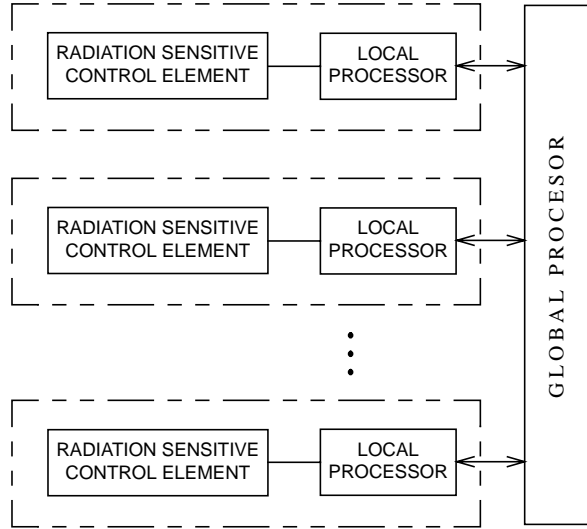 RADIATION SENSITIVE
CONTROL ELEMENT
LOCAL
PROCESSOR
RADIATION SENSITIVE
CONTROL ELEMENT
LOCAL
PROCESSOR
RADIATION SENSITIVE
CONTROL ELEMENT
LOCAL
PROCESSOR
GLOBAL PROCESOR